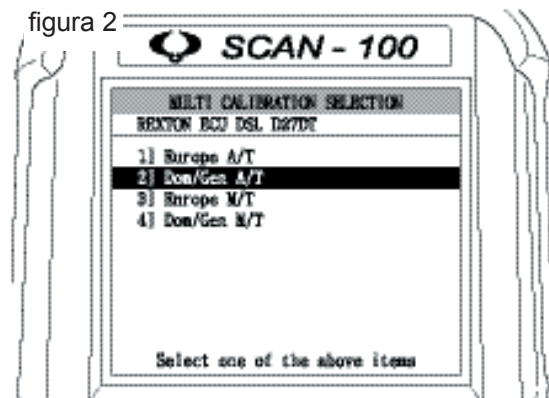 figura 2
SCAN - 100
MULTI CALIBRATION SELECTION
REXTON ECU DSL D27DT
1] Europe A/T
2] Dom/Gen A/T
3] Europe M/T
4] Dom/Gen M/T
Select one of the above items